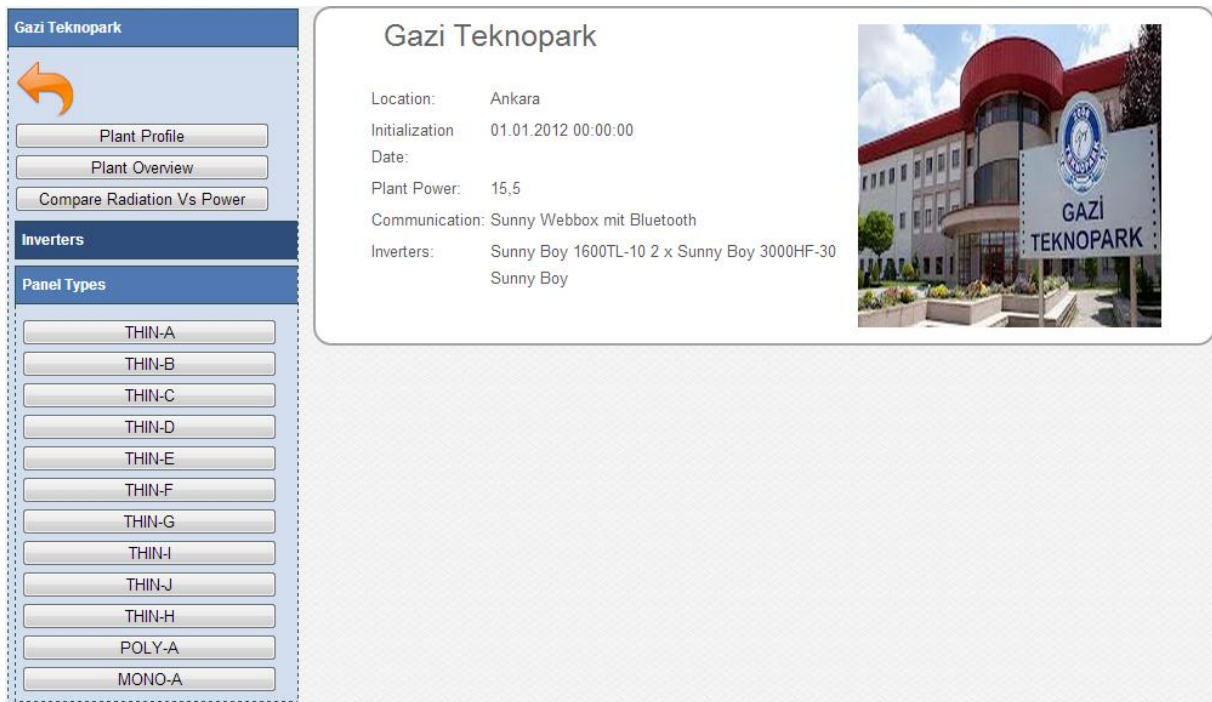 Gazi Teknopark
Plant Profile
Plant Overview
Compare Radiation Vs Power
Inverters
Panel Types
THIN-A
THIN-B
THIN-C
THIN-D
THIN-E
THIN-F
THIN-G
THIN-I
THIN-J
THIN-H
POLY-A
MONO-A
Gazi Teknopark
Location: Ankara
Initialization 01.01.2012 00:00:00
Date:
Plant Power: 15,5
Communication: Sunny Webbox mit Bluetooth
Inverters: Sunny Boy 1600TL-10 2 x Sunny Boy 3000HF-30
Sunny Boy
GAZİ
TEKNOPARK